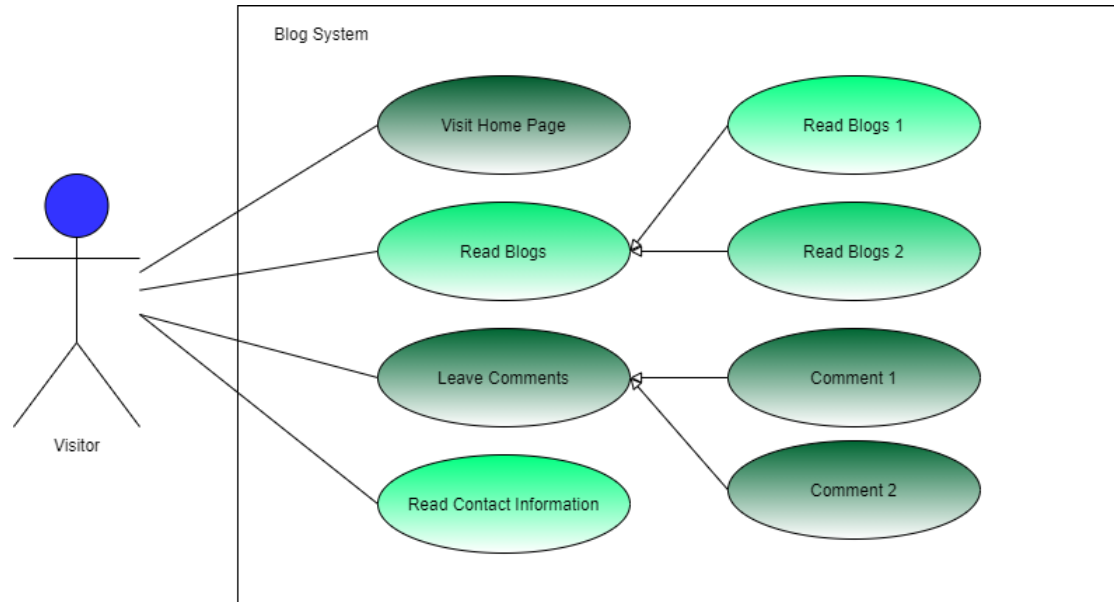 Blog System
Visit Home Page
Read Blogs 1
Read Blogs
Read Blogs 2
Leave Comments
Comment 1
Visitor
Read Contact Information
Comment 2